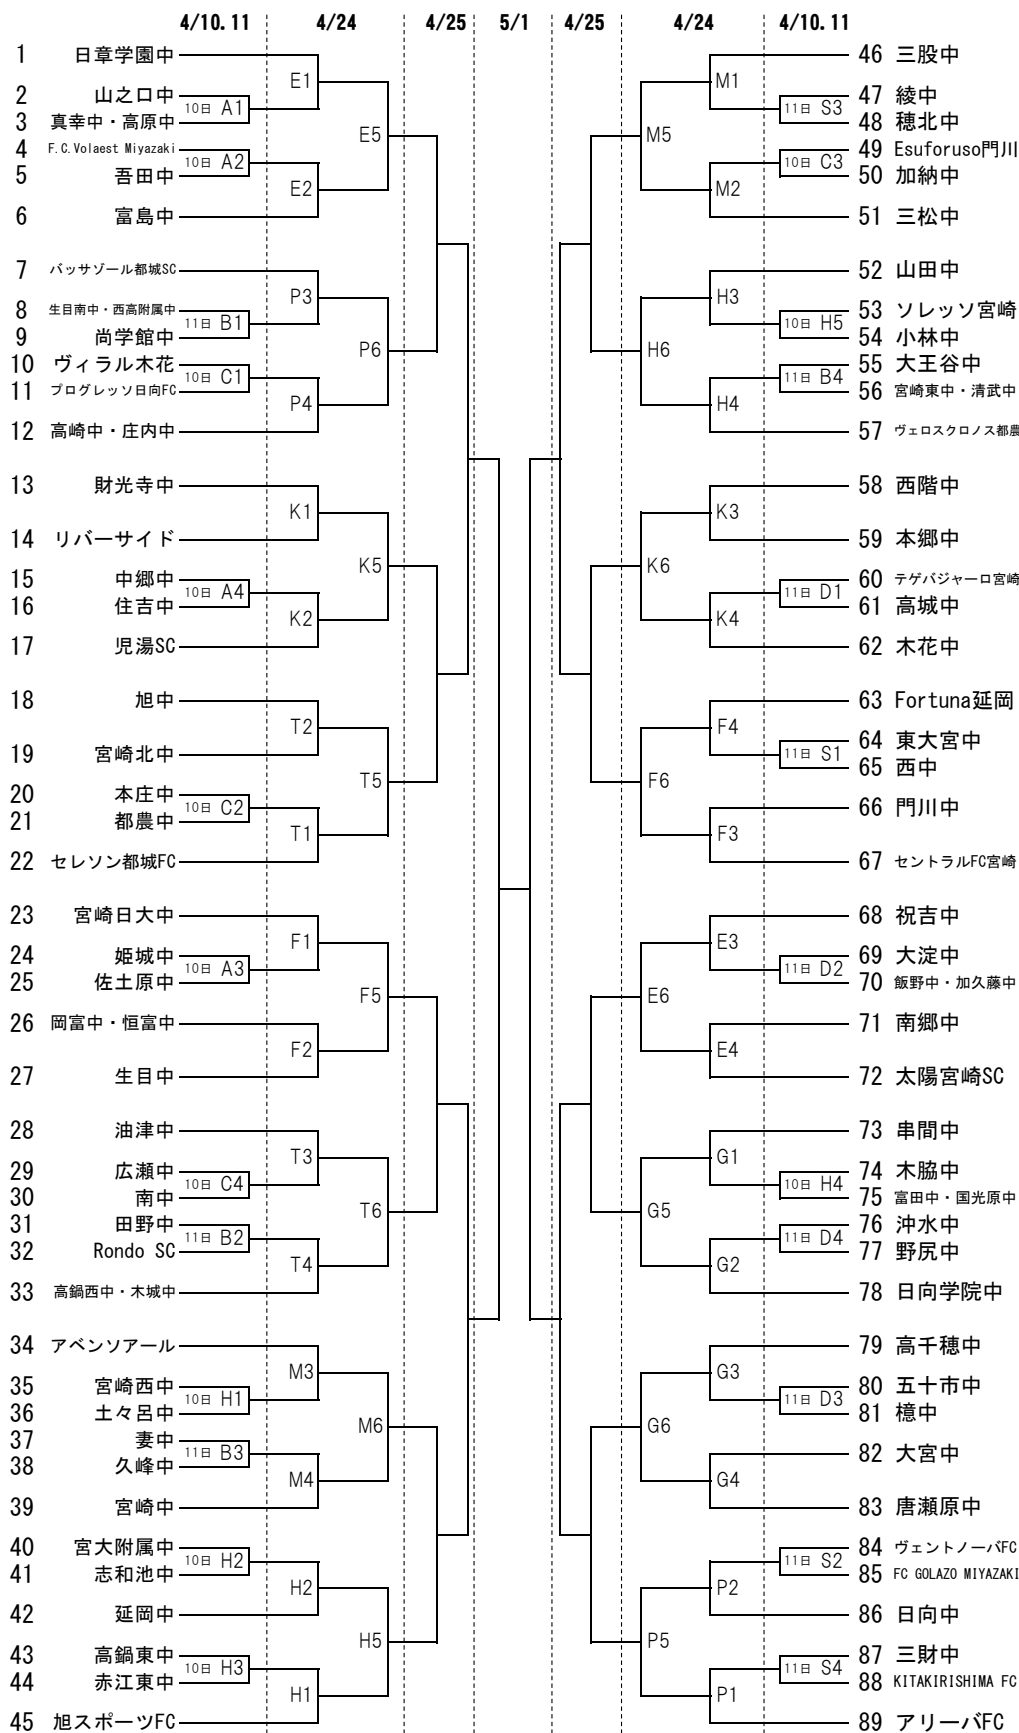 4/10.11 4/24 4/25 5/1 4/25 4/24 4/10.11
1 日章学園中
2 山之口中
3 真幸中・高原中
10日 A1
E1
4 F.C.Volaest Miyazaki
5 吾田中
10日 A2
6 富島中
E2
E5
7 バッサゾール都城SC
8 生目南中・西高附属中
9 尚学館中
11日 B1
P3
10 ヴィラル木花
11 プログレッソ日向FC
10日 C1
12 高崎中・庄内中
P4
P6
13 財光寺中
14 リバーサイド
K1
15 中郷中
16 住吉中
10日 A4
17 児湯SC
K2
K5
18 旭中
19 宮崎北中
T2
20 本庄中
21 都農中
10日 C2
22 セレソン都城FC
T1
T5
23 宮崎日大中
24 姫城中
25 佐土原中
10日 A3
F1
26 岡富中・恒富中
27 生目中
F2
F5
28 油津中
29 広瀬中
30 南中
10日 C4
T3
31 田野中
32 Rondo SC
11日 B2
33 高鍋西中・木城中
T4
T6
34 アベンソアール
35 宮崎西中
36 土々呂中
10日 H1
M3
37 妻中
38 久峰中
11日 B3
39 宮崎中
M4
M6
40 宮大附属中
41 志和池中
10日 H2
42 延岡中
H2
43 高鍋東中
44 赤江東中
10日 H3
45 旭スポーツFC
H1
H5
46 三股中
47 綾中
48 穂北中
11日 S3
M1
49 Esuforuso門川
50 加納中
10日 C3
51 三松中
M2
M5
52 山田中
53 ソレッソ宮崎
54 小林中
10日 H5
H3
55 大王谷中
56 宮崎東中・清武中
11日 B4
57 ヴェロスクロノス都農
H4
H6
58 西階中
59 本郷中
K3
60 テゲバジャーロ宮崎
61 高城中
11日 D1
62 木花中
K4
K6
63 Fortuna延岡
64 東大宮中
65 西中
11日 S1
F4
66 門川中
67 セントラルFC宮崎
F3
F6
68 祝吉中
69 大淀中
70 飯野中・加久藤中
11日 D2
E3
71 南郷中
72 太陽宮崎SC
E4
E6
73 串間中
74 木脇中
75 富田中・国光原中
10日 H4
G1
76 沖水中
77 野尻中
11日 D4
78 日向学院中
G2
G5
79 高千穂中
80 五十市中
81 檍中
11日 D3
G3
82 大宮中
83 唐瀬原中
G4
G6
84 ヴェントノーバFC
85 FC GOLAZO MIYAZAKI
11日 S2
86 日向中
P2
87 三財中
88 KITAKIRISHIMA FC
11日 S4
89 アリーバFC
P1
P5